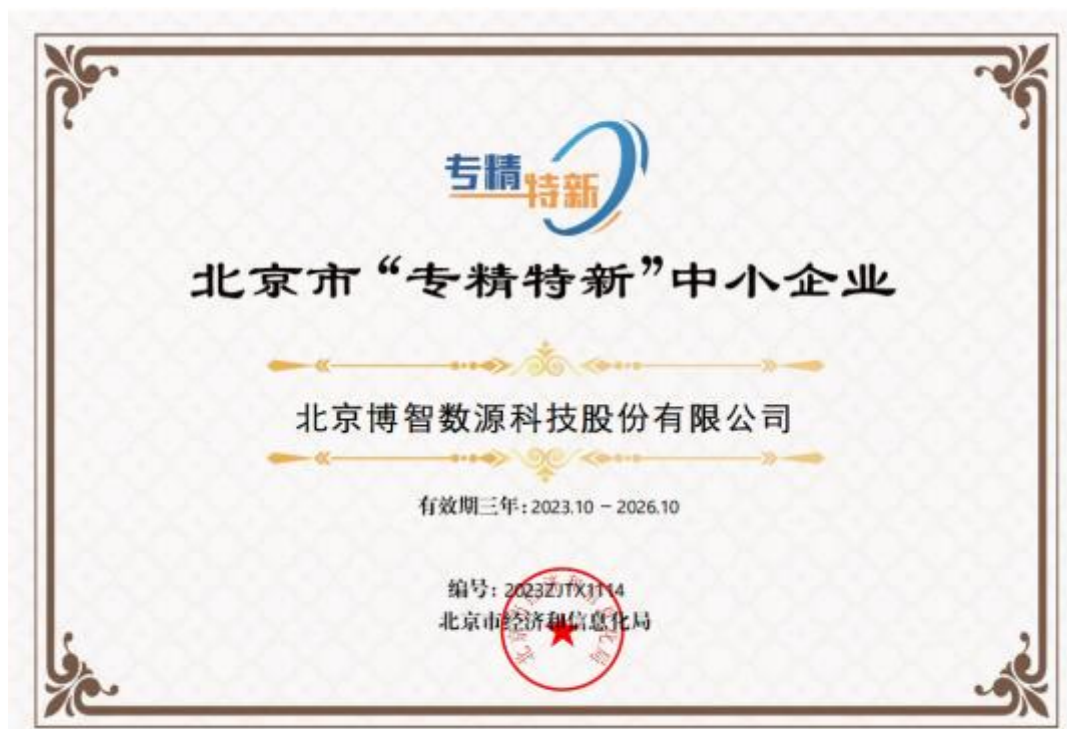 专精特新
北京市“专精特新”中小企业
北京博智数源科技股份有限公司
有效期三年：2023.10 - 2026.10
编号：2023ZJTX1114
北京市经济和信息化局